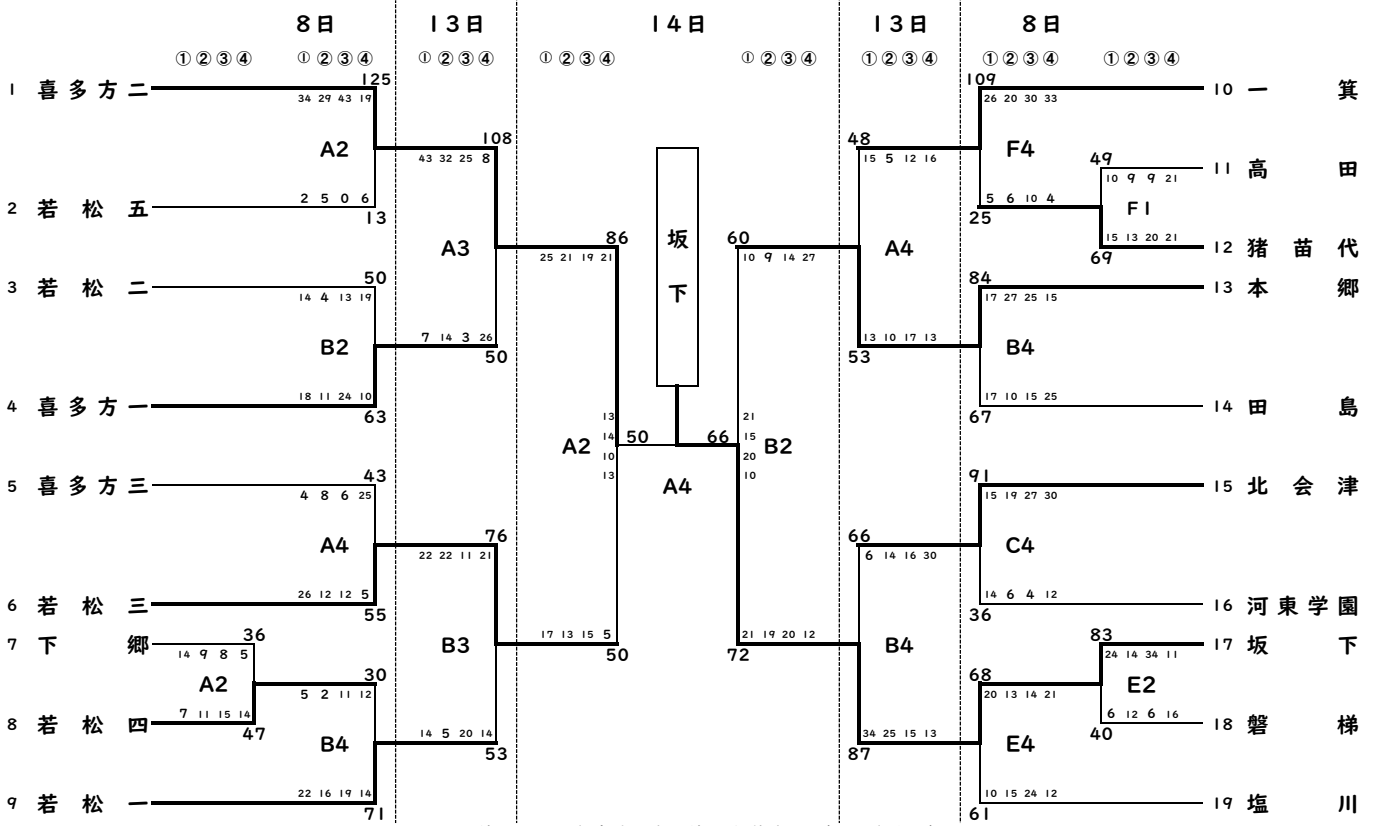 8日 13日 14日 13日 8日
①②③④ ①②③④ ①②③④ ①②③④ ①②③④ ①②③④ ①②③④ ①②③④
125 109
1 喜多方二 10 一箕
34 29 43 19 26 20 30 33
108 48
A2 F4
43 32 25 8 15 5 12 16
49
11 高田
10 9 9 21
2 5 0 6 5 6 10 4
2 若松五 F1
13 25
坂下
86 60
15 13 20 21
A3 A4 12 猪苗代
25 21 19 21 10 9 14 27 69
50 84
3 若松二 13 本郷
14 4 13 19 17 27 25 15
7 14 3 26 13 10 17 13
B2 B4
50 53
18 11 24 10 17 10 15 25
4 喜多方一 14 田島
63 67
13 21
14 50 66 15
A2 B2
10 20
13 10
43 91
5 喜多方三 A4 15 北会津
4 8 6 25 15 19 27 30
76 66
A4 C4
22 22 11 21 6 14 16 30
26 12 12 5 14 6 4 12
6 若松三 16 河東学園
55 36
36 17 13 15 5 21 19 20 12 83
7 下郷 B3 B4 17 坂下
14 9 8 5 50 72 24 14 34 11
30 68
A2 E2
5 2 11 12 20 13 14 21
7 11 15 14 6 12 6 16
8 若松四 18 磐梯
47 40
14 5 20 14 34 25 15 13
B4 E4
53 87
22 16 19 14 10 15 24 12
9 若松一 19 塩川
71 61